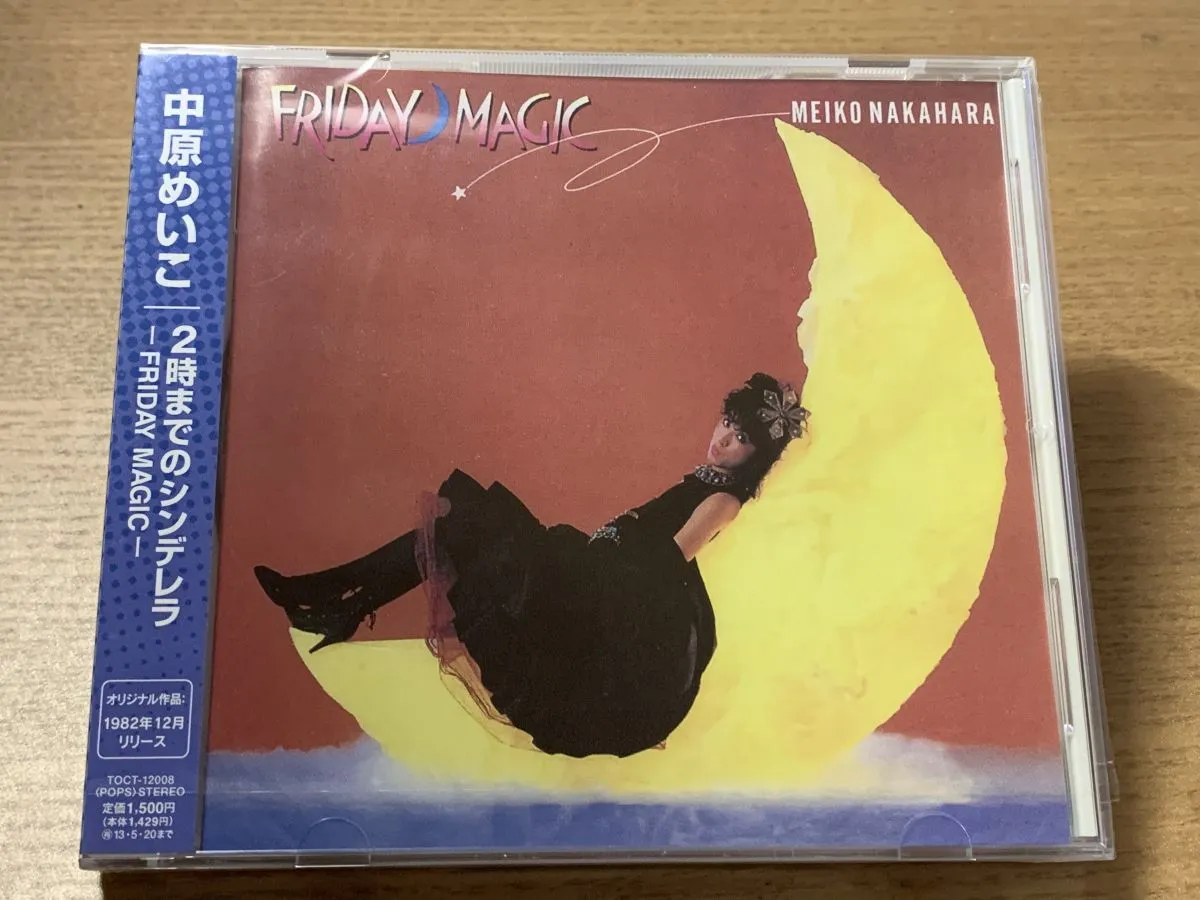 FRIDAY MAGIC
MEIKO NAKAHARA
中原めいこ
2時までのシンデレラ
－FRIDAY MAGIC－
オリジナル作品:
1982年12月
リリース
TOCT-12008
〈POPS〉STEREO
定価1,500円
(本体1,429円)
再13・5・20まで